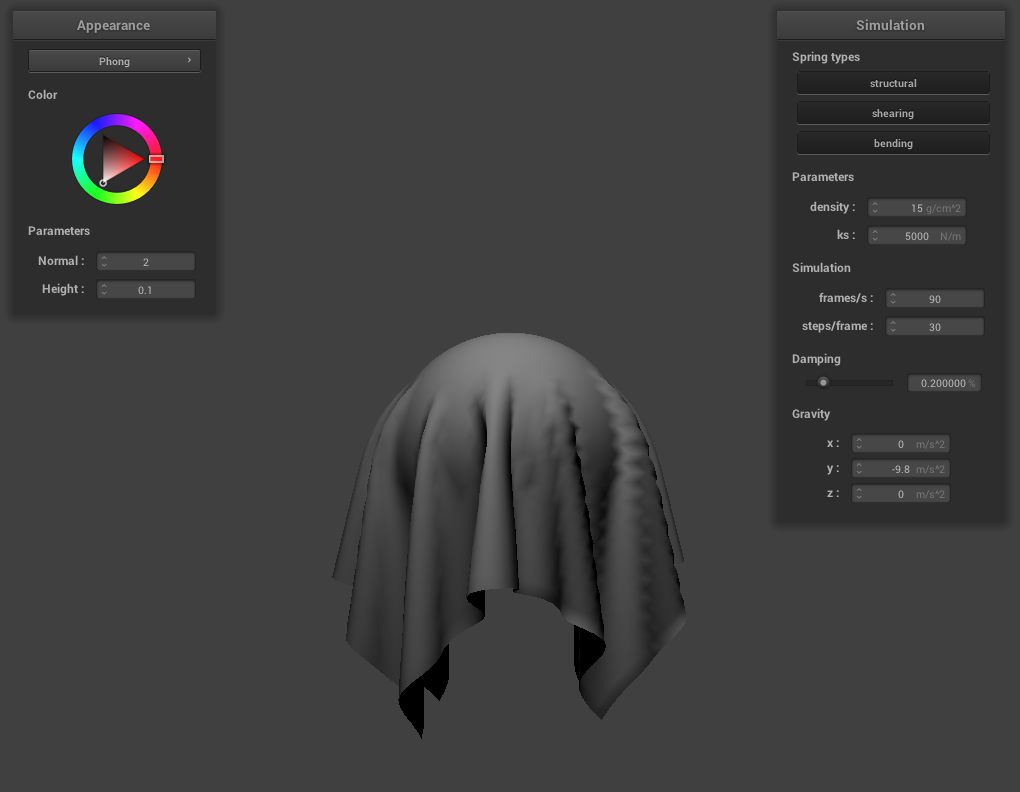 Appearance
Phong ›
Color
Parameters
Normal : 2
Height : 0.1
Simulation
Spring types
structural
shearing
bending
Parameters
density : 15 g/cm^2
ks : 5000 N/m
Simulation
frames/s : 90
steps/frame : 30
Damping
0.200000 %
Gravity
x : 0 m/s^2
y : -9.8 m/s^2
z : 0 m/s^2